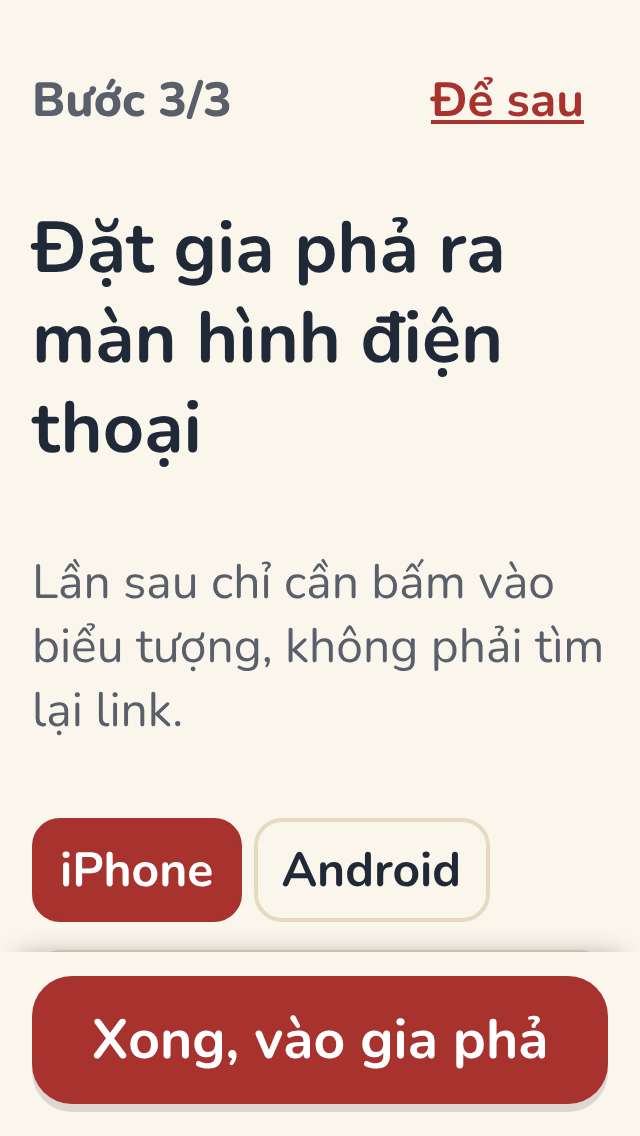 Bước 3/3
Để sau
Đặt gia phả ra
màn hình điện
thoại
Lần sau chỉ cần bấm vào
biểu tượng, không phải tìm
lại link.
iPhone
Android
Xong, vào gia phả